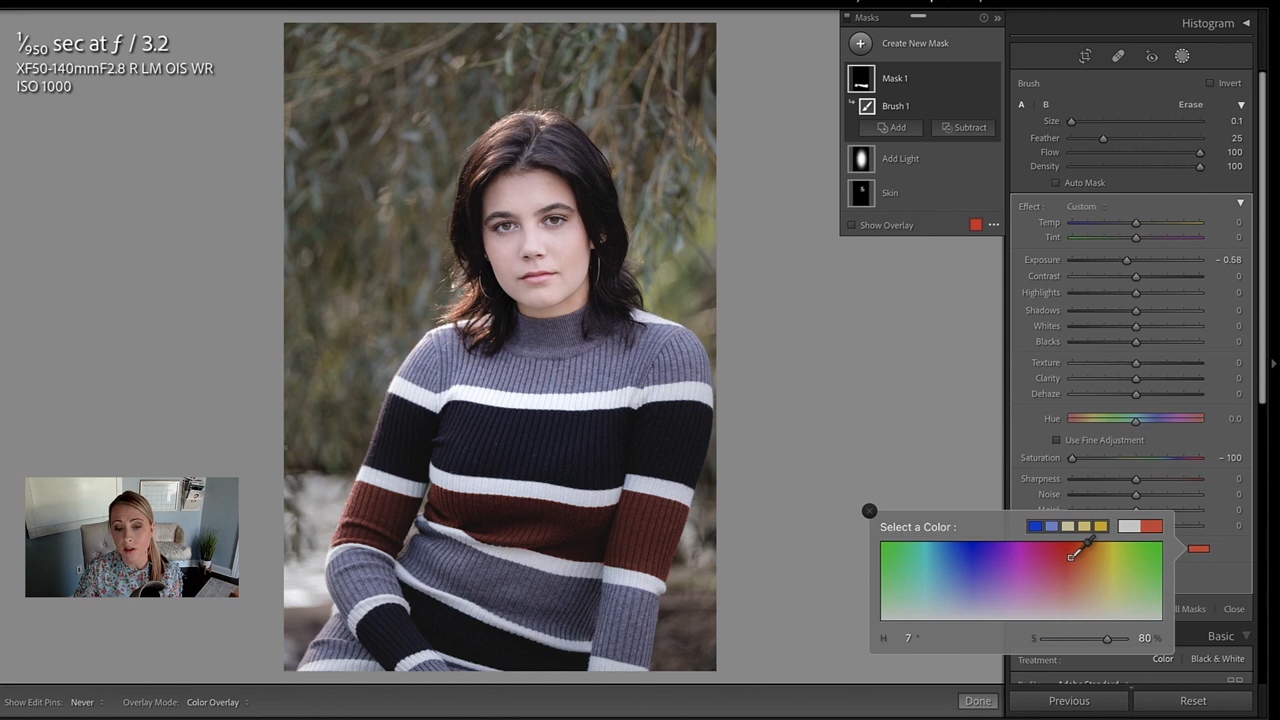 1/950 sec at ƒ / 3.2
XF50-140mmF2.8 R LM OIS WR
ISO 1000
Masks
Create New Mask
Mask 1
Brush 1
Add
Subtract
Add Light
Skin
Show Overlay
Histogram
Brush
Invert
A
B
Erase
Size 0.1
Feather 25
Flow 100
Density 100
Auto Mask
Effect : Custom
Temp 0
Tint 0
Exposure – 0.58
Contrast 0
Highlights 0
Shadows 0
Whites 0
Blacks 0
Texture 0
Clarity 0
Dehaze 0
Hue 0.0
Use Fine Adjustment
Saturation – 100
Sharpness 0
Noise 0
0
Select a Color :
H 7 °
S 80 %
Masks
Close
Basic
Treatment : Color | Black & White
Adobe Standard
Show Edit Pins: Never
Overlay Mode: Color Overlay
Done
Previous
Reset